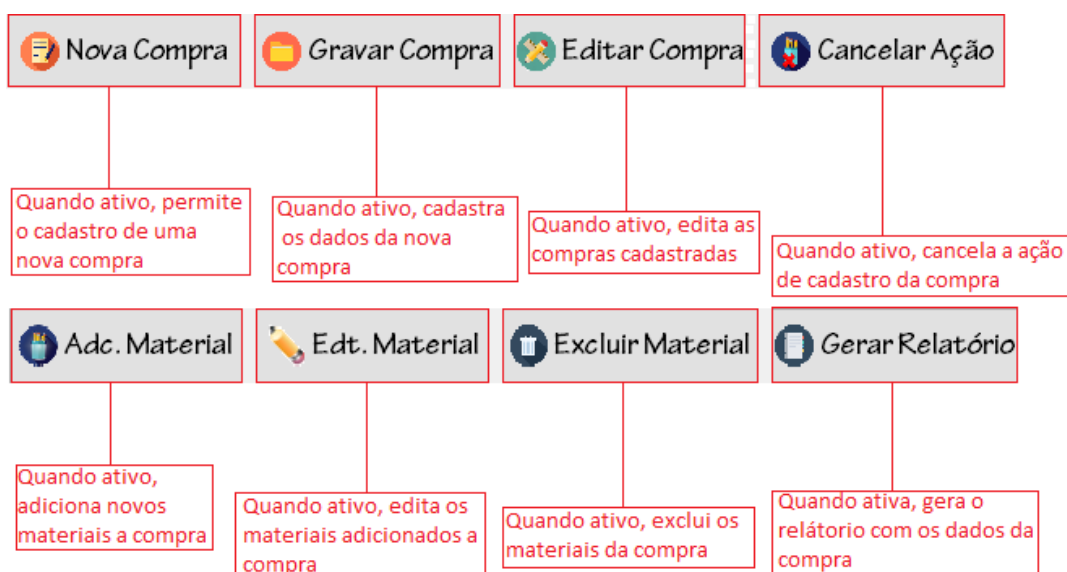 Nova Compra
Gravar Compra
Editar Compra
Cancelar Ação
Quando ativo, permite
o cadastro de uma
nova compra
Quando ativo, cadastra
os dados da nova
compra
Quando ativo, edita as
compras cadastradas
Quando ativo, cancela a ação
de cadastro da compra
Adc. Material
Edt. Material
Excluir Material
Gerar Relatório
Quando ativo,
adiciona novos
materiais a compra
Quando ativo, edita os
materiais adicionados a
compra
Quando ativo, exclui os
materiais da compra
Quando ativa, gera o
relátorio com os dados da
compra